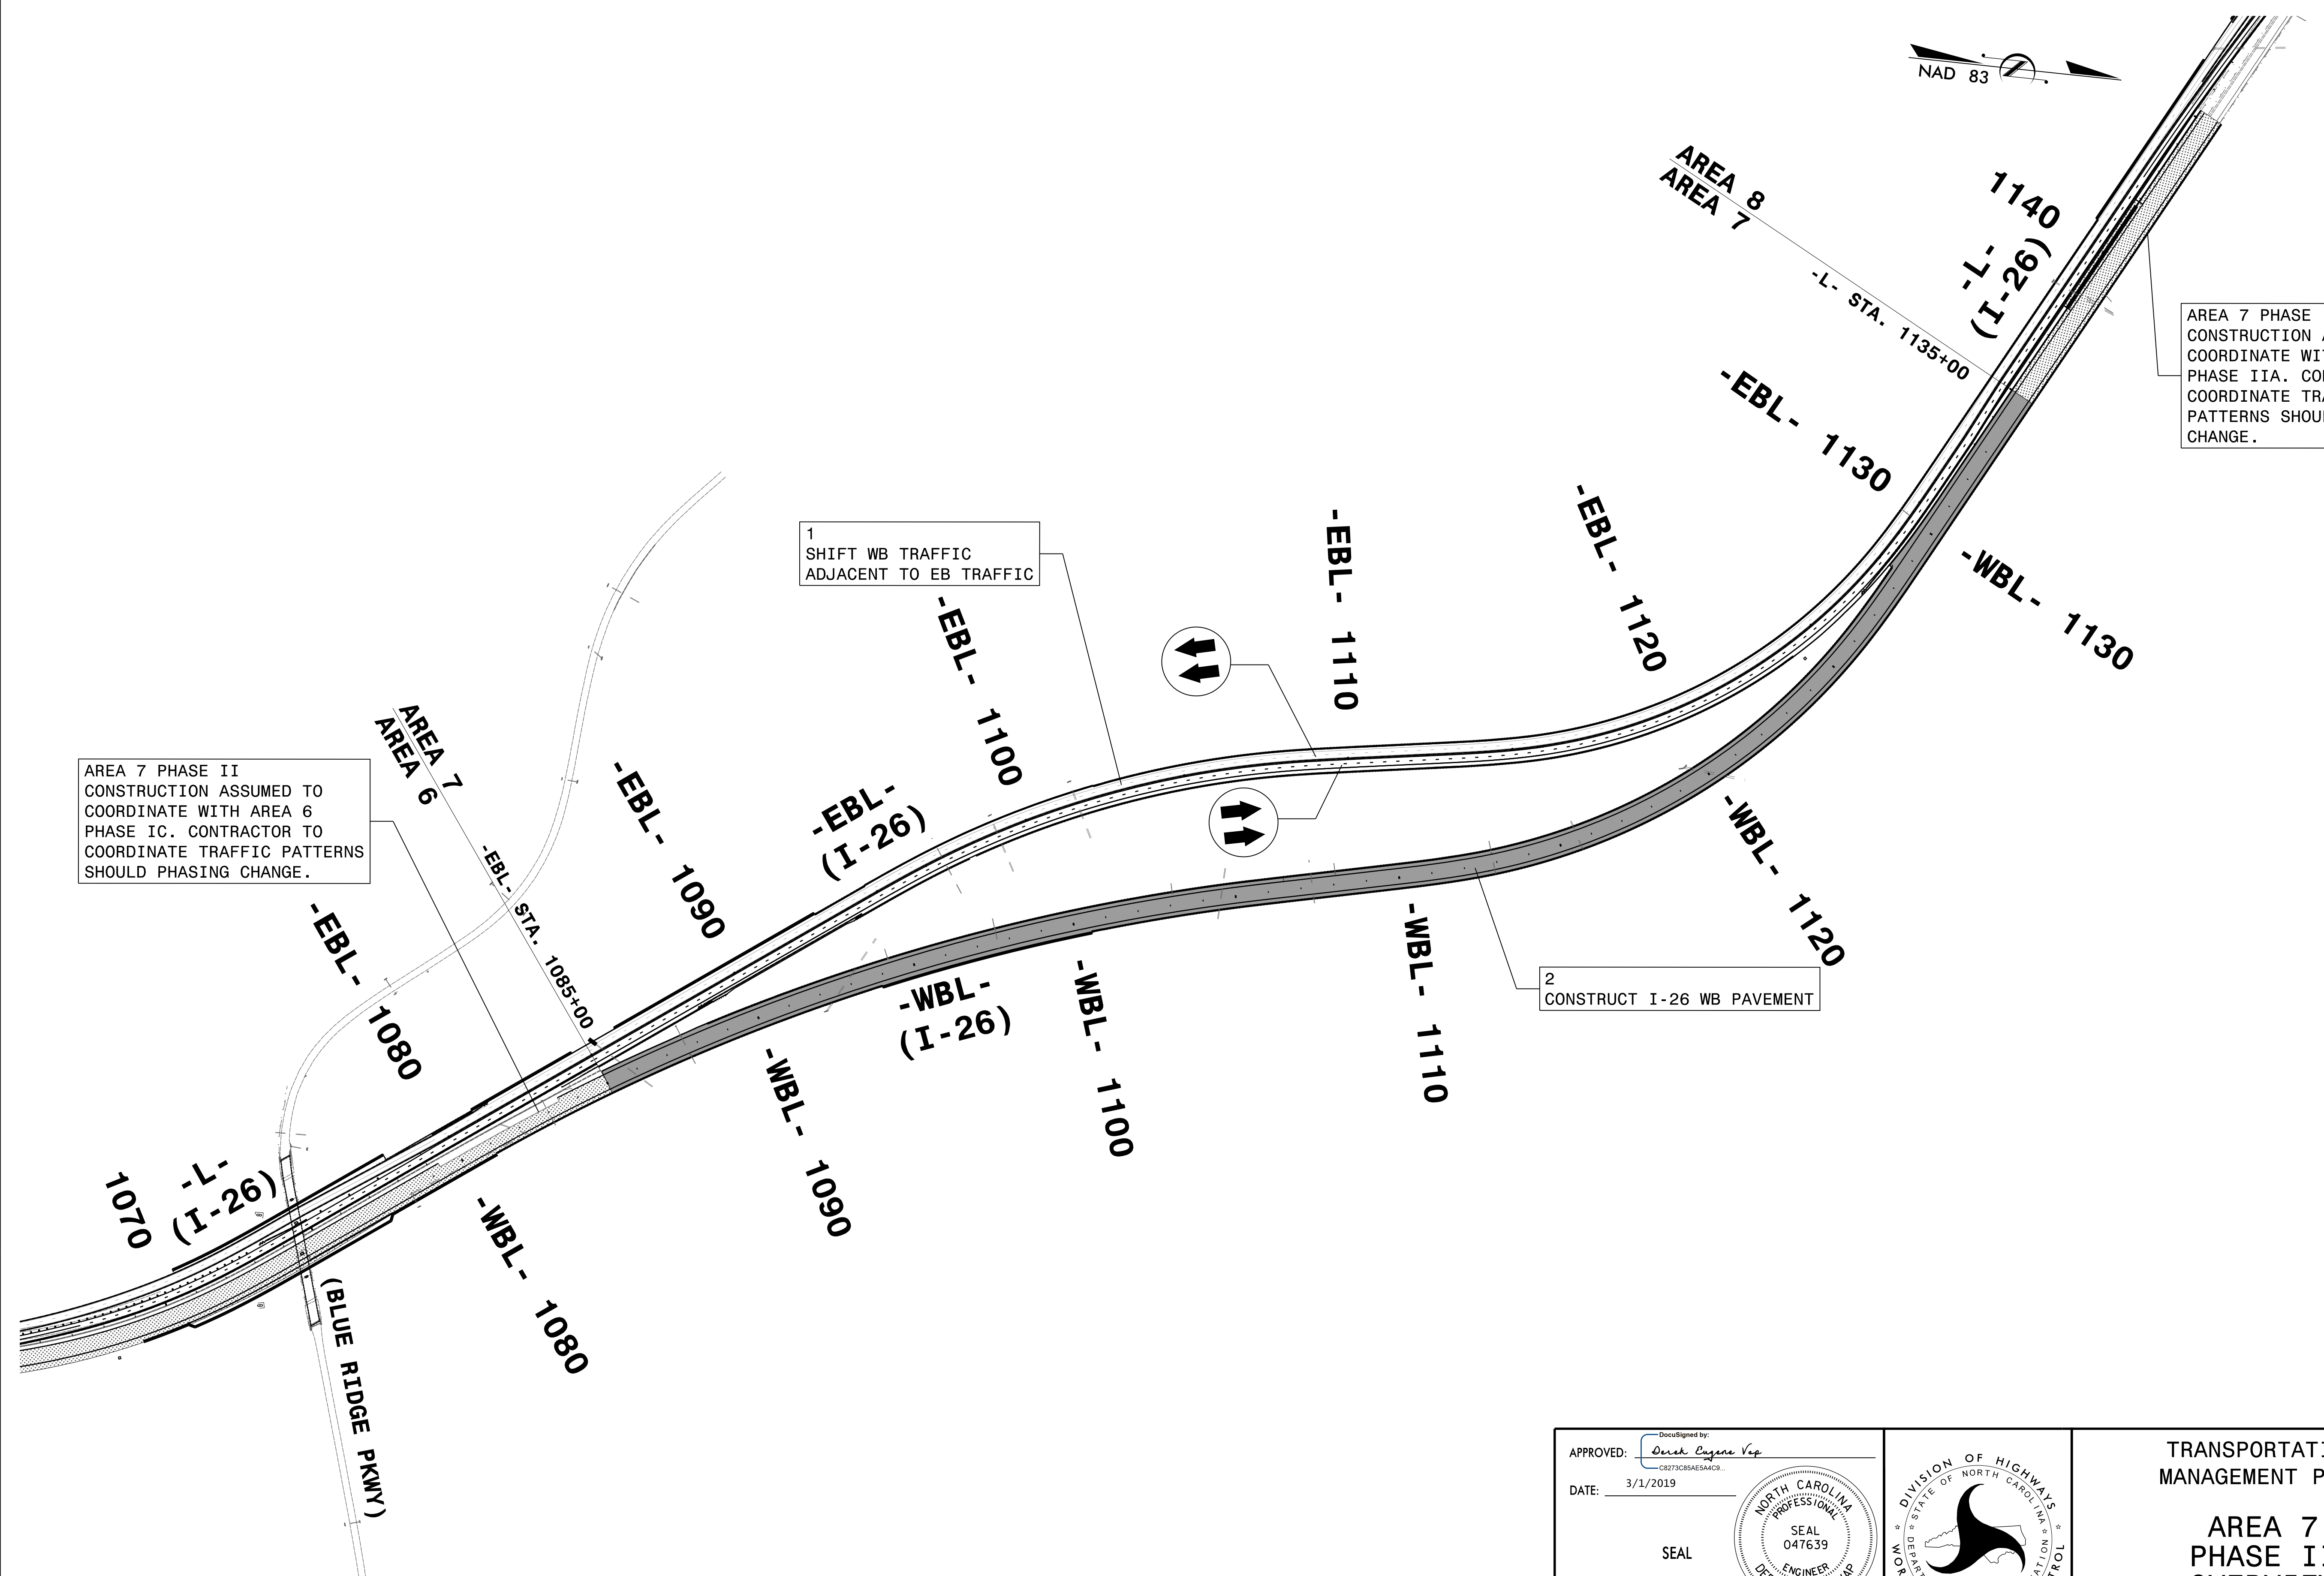 NAD 83
AREA 8
AREA 7
-L- STA. 1135+00
1140
-L-
(I-26)
AREA 7 PHASE
CONSTRUCTION
COORDINATE
PHASE IIA.
COORDINATE
PATTERNS
CHANGE.
-EBL- 1130
-WBL- 1130
1
SHIFT WB TRAFFIC
ADJACENT TO EB TRAFFIC
-EBL- 1100
-EBL- 1110
-EBL- 1120
AREA 7
AREA 6
-EBL- STA. 1085+00
AREA 7 PHASE II
CONSTRUCTION ASSUMED TO
COORDINATE WITH AREA 6
PHASE IC. CONTRACTOR TO
COORDINATE TRAFFIC PATTERNS
SHOULD PHASING CHANGE.
-EBL- 1090
-EBL-
(I-26)
-EBL- 1080
-WBL-
(I-26)
-WBL- 1100
-WBL- 1110
-WBL- 1120
2
CONSTRUCT I-26 WB PAVEMENT
-WBL- 1090
1070
-L-
(I-26)
-WBL- 1080
(BLUE RIDGE PKWY)
DocuSigned by:
APPROVED: Derek Eugene
C8273C85AE5A4C9...
DATE: 3/1/2019
SEAL
NORTH CAROLINA
PROFESSIONAL
SEAL
047639
ENGINEER
DIVISION OF HIGHWAYS
STATE OF NORTH CAROLINA
MANAGEMENT
AREA 7
PHASE